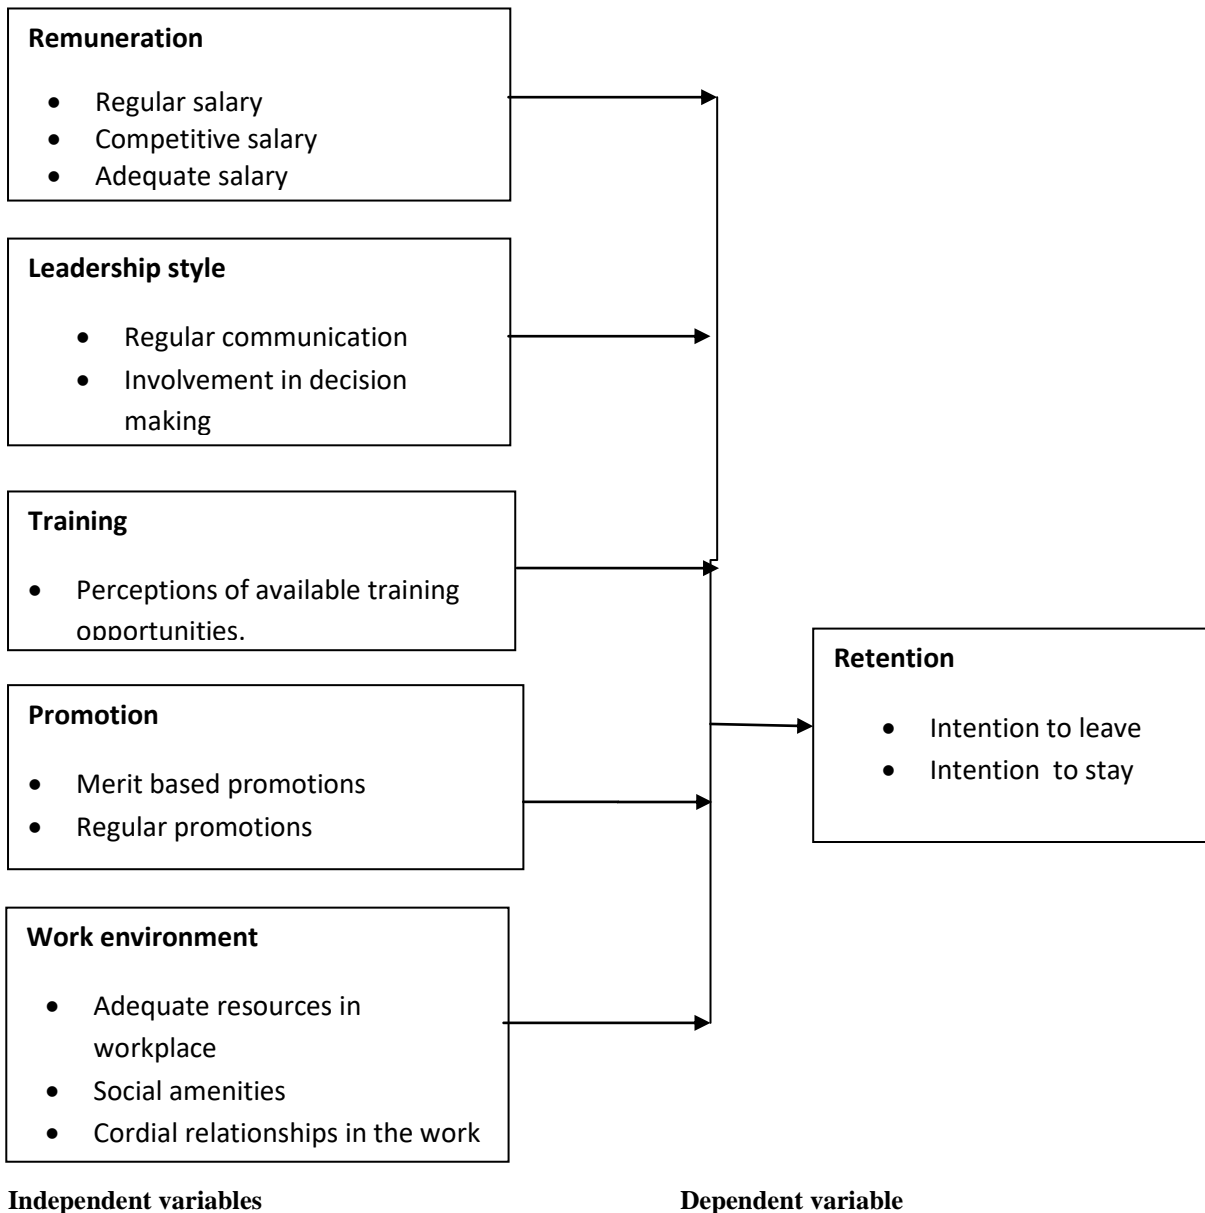 Remuneration
• Regular salary
• Competitive salary
• Adequate salary
Leadership style
• Regular communication
• Involvement in decision
making
Training
• Perceptions of available training
opportunities.
Promotion
• Merit based promotions
• Regular promotions
Work environment
• Adequate resources in
workplace
• Social amenities
• Cordial relationships in the work
Retention
• Intention to leave
• Intention to stay
Independent variables
Dependent variable